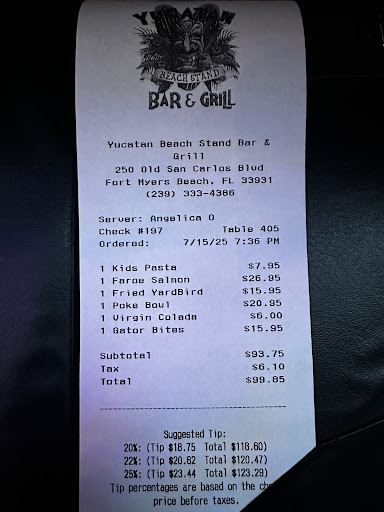 YUCATAN
BEACH STAND
BAR & GRILL
Yucatan Beach Stand Bar &
Grill
250 Old San Carlos Blvd
Fort Myers Beach, FL 33931
(239) 333-4386
Server: Angelica O
Check #197 Table 405
Ordered: 7/15/25 7:36 PM
1 Kids Pasta $7.95
1 Faroe Salmon $26.95
1 Fried YardBird $15.95
1 Poke Bowl $20.95
1 Virgin Colada $6.00
1 Gator Bites $15.95
Subtotal $93.75
Tax $6.10
Total $99.85
Suggested Tip:
20%: (Tip $18.75 Total $118.60)
22%: (Tip $20.62 Total $120.47)
25%: (Tip $23.44 Total $123.29)
Tip percentages are based on the
price before taxes.